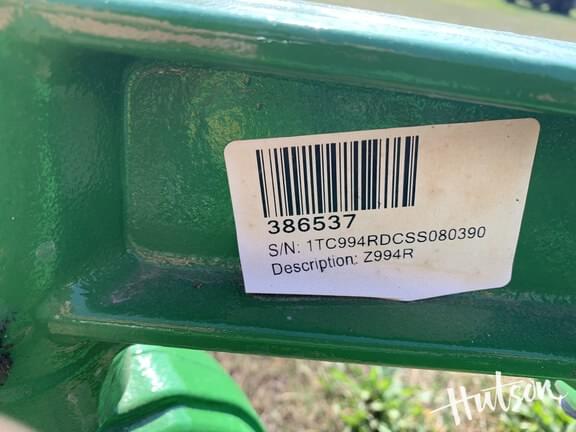 386537
S/N: 1TC994RDCSS080390
Description: Z994R
Hutson